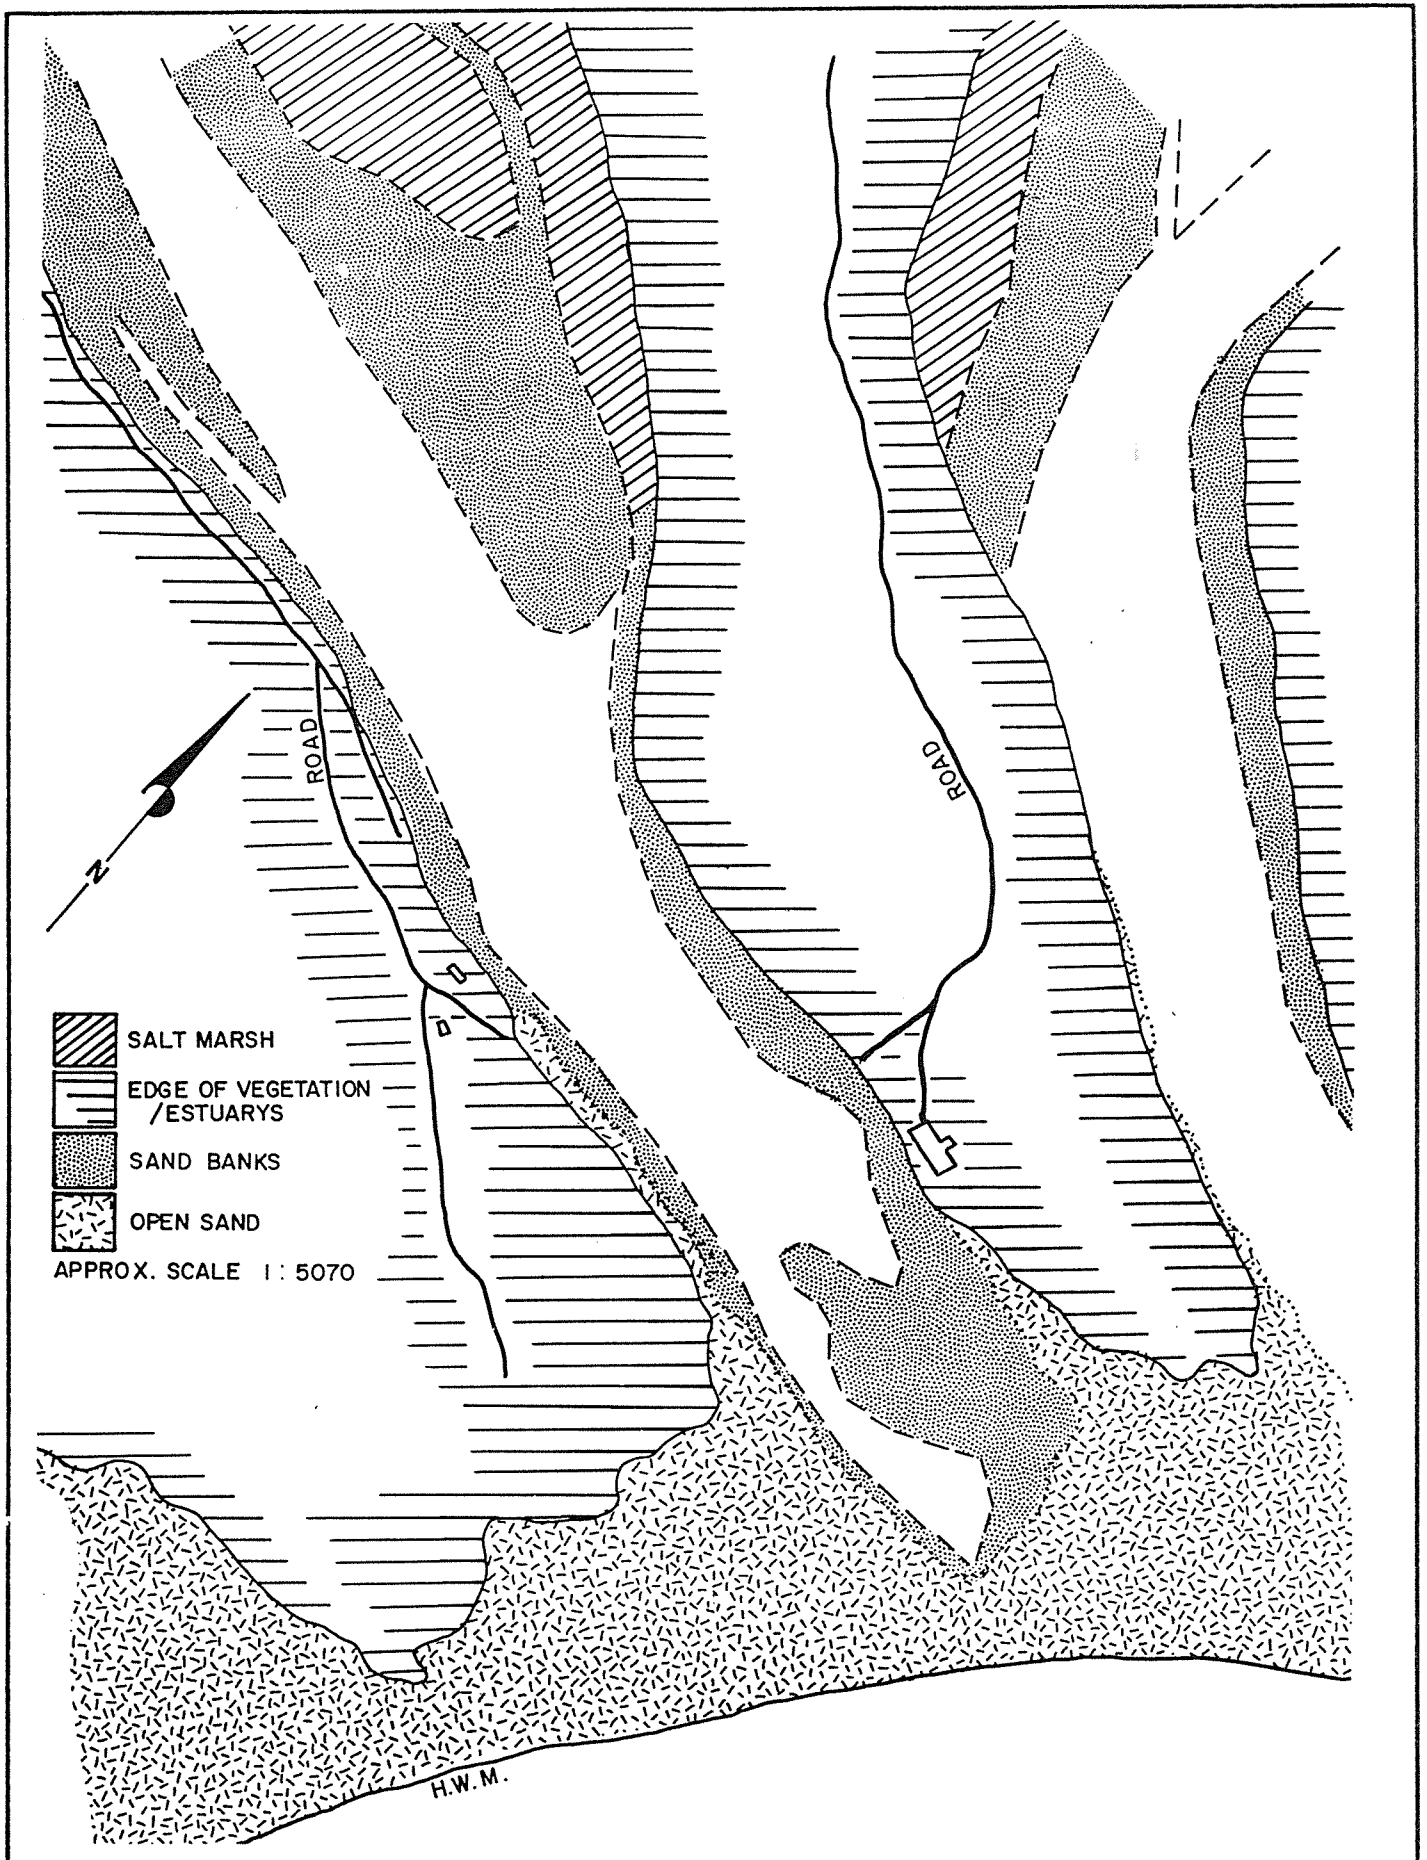 ROAD
ROAD
N
SALT MARSH
EDGE OF VEGETATION
/ESTUARYS
SAND BANKS
OPEN SAND
APPROX. SCALE 1 : 5070
H.W.M.